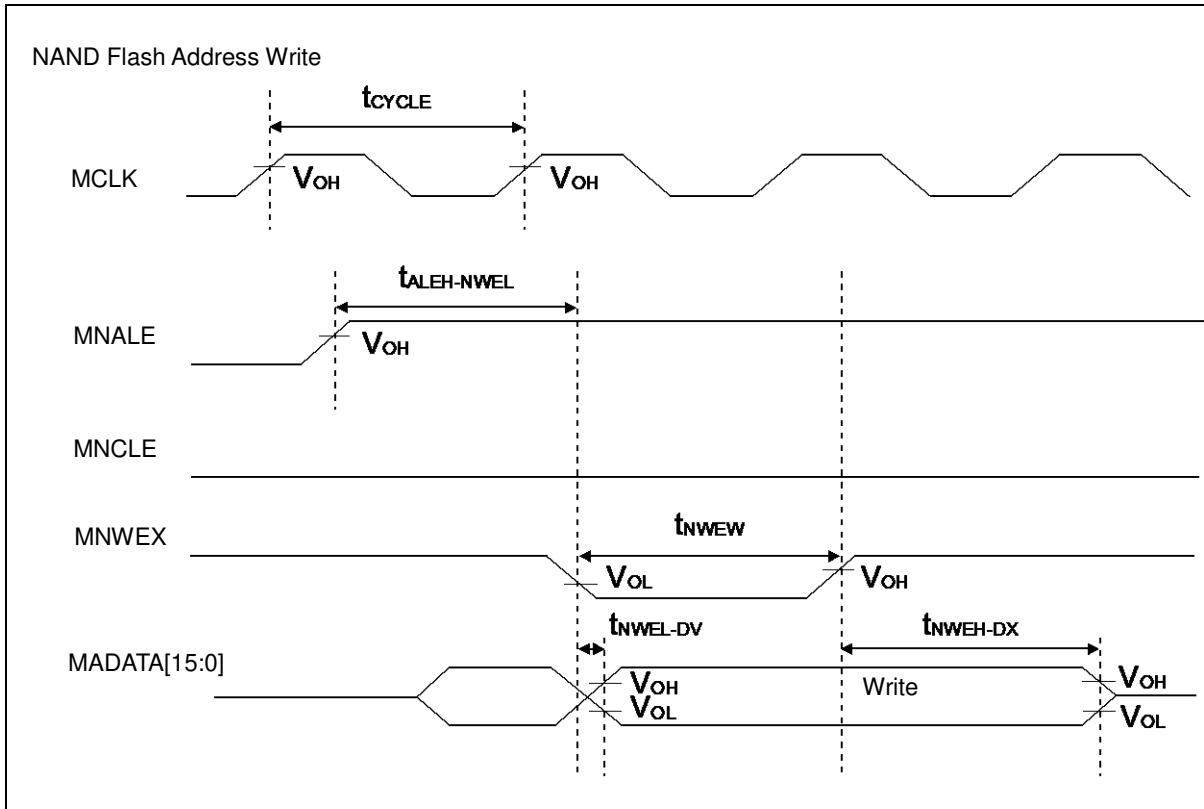 NAND Flash Address Write
tCYCLE
MCLK
VOH
VOH
tALEH-NWEL
MNALE
VOH
MNCLE
MNWEX
tNWEW
VOL
VOH
tNWEL-DV
tNWEH-DX
MADATA[15:0]
VOH
Write
VOH
VOL
VOL